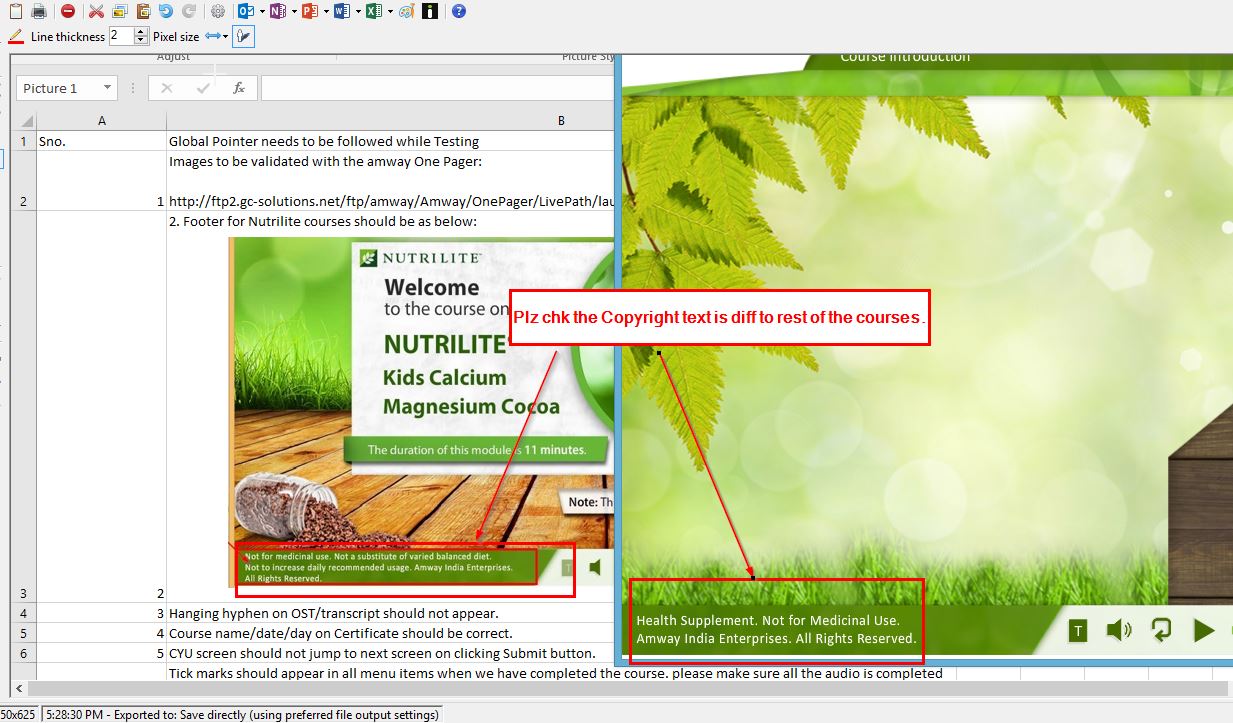 Line thickness 2 Pixel size
Adjust
Picture Sty
Course Introduction
Picture 1
fx
A B
1 Sno. Global Pointer needs to be followed while Testing
Images to be validated with the amway One Pager:
2 1 http://ftp2.gc-solutions.net/ftp/amway/Amway/OnePager/LivePath/lau
2. Footer for Nutrilite courses should be as below:
NUTRILITE™
Welcome
to the course on
NUTRILITE
Kids Calcium
Magnesium Cocoa
The duration of this module is 11 minutes.
Note: Th
Not for medicinal use. Not a substitute of varied balanced diet.
Not to increase daily recommended usage. Amway India Enterprises.
All Rights Reserved.
T
Plz chk the Copyright text is diff to rest of the courses.
Health Supplement. Not for Medicinal Use.
Amway India Enterprises. All Rights Reserved.
T
3 2
4 3 Hanging hyphen on OST/transcript should not appear.
5 4 Course name/date/day on Certificate should be correct.
6 5 CYU screen should not jump to next screen on clicking Submit button.
Tick marks should appear in all menu items when we have completed the course. please make sure all the audio is completed
50x625 5:28:30 PM - Exported to: Save directly (using preferred file output settings)